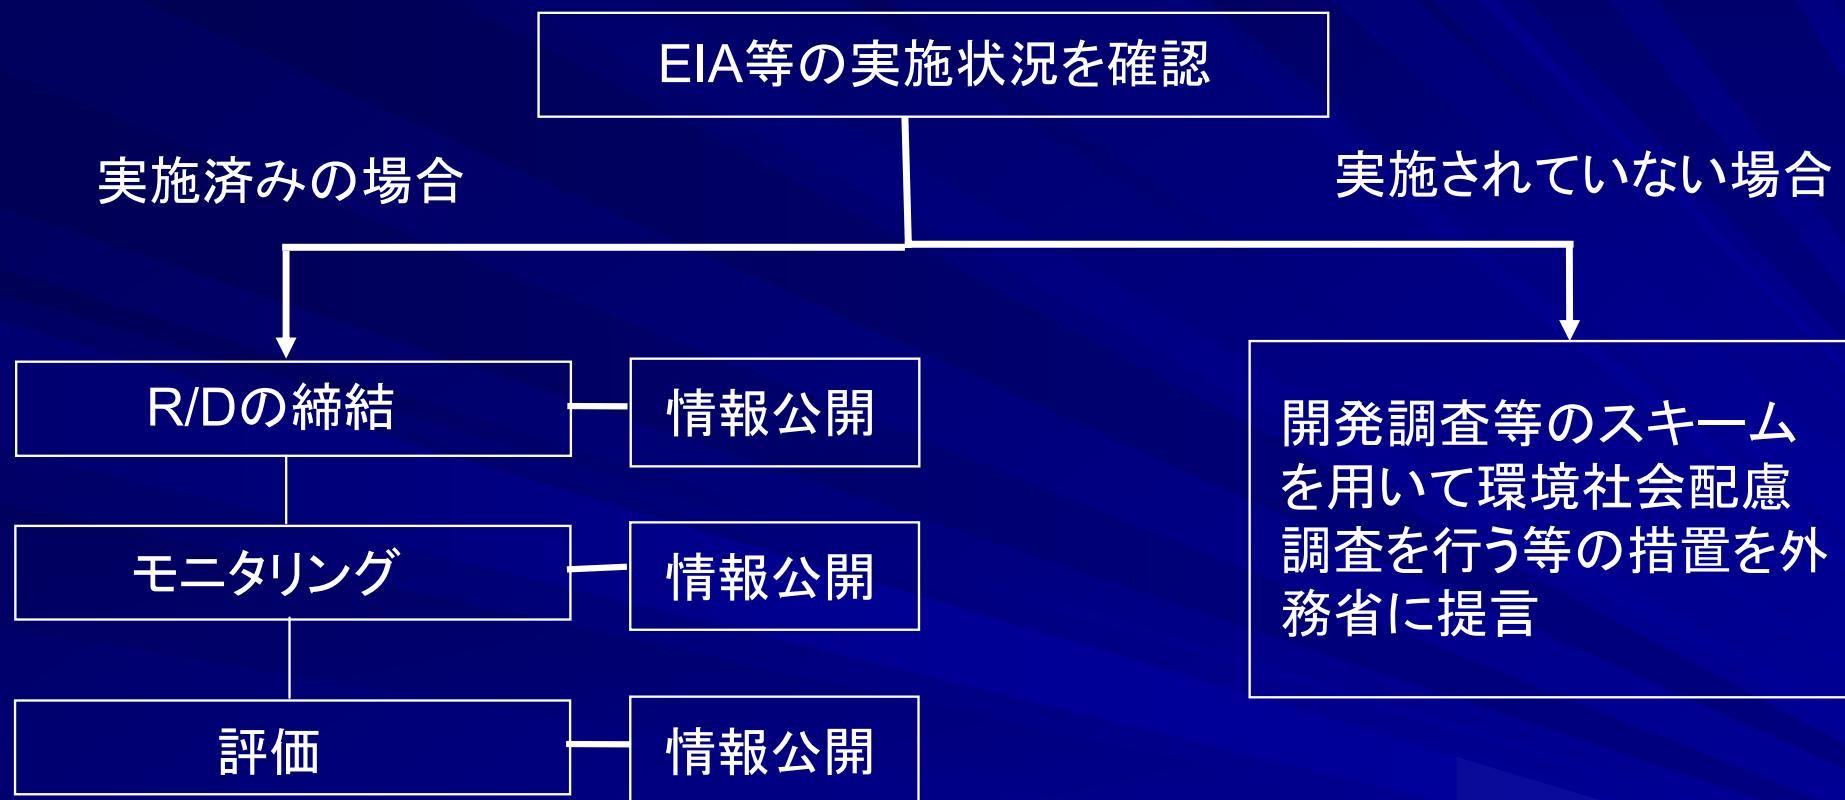 EIA等の実施状況を確認
実施済みの場合
実施されていない場合
R/Dの締結
情報公開
モニタリング
情報公開
評価
情報公開
開発調査等のスキーム
を用いて環境社会配慮
調査を行う等の措置を外
務省に提言